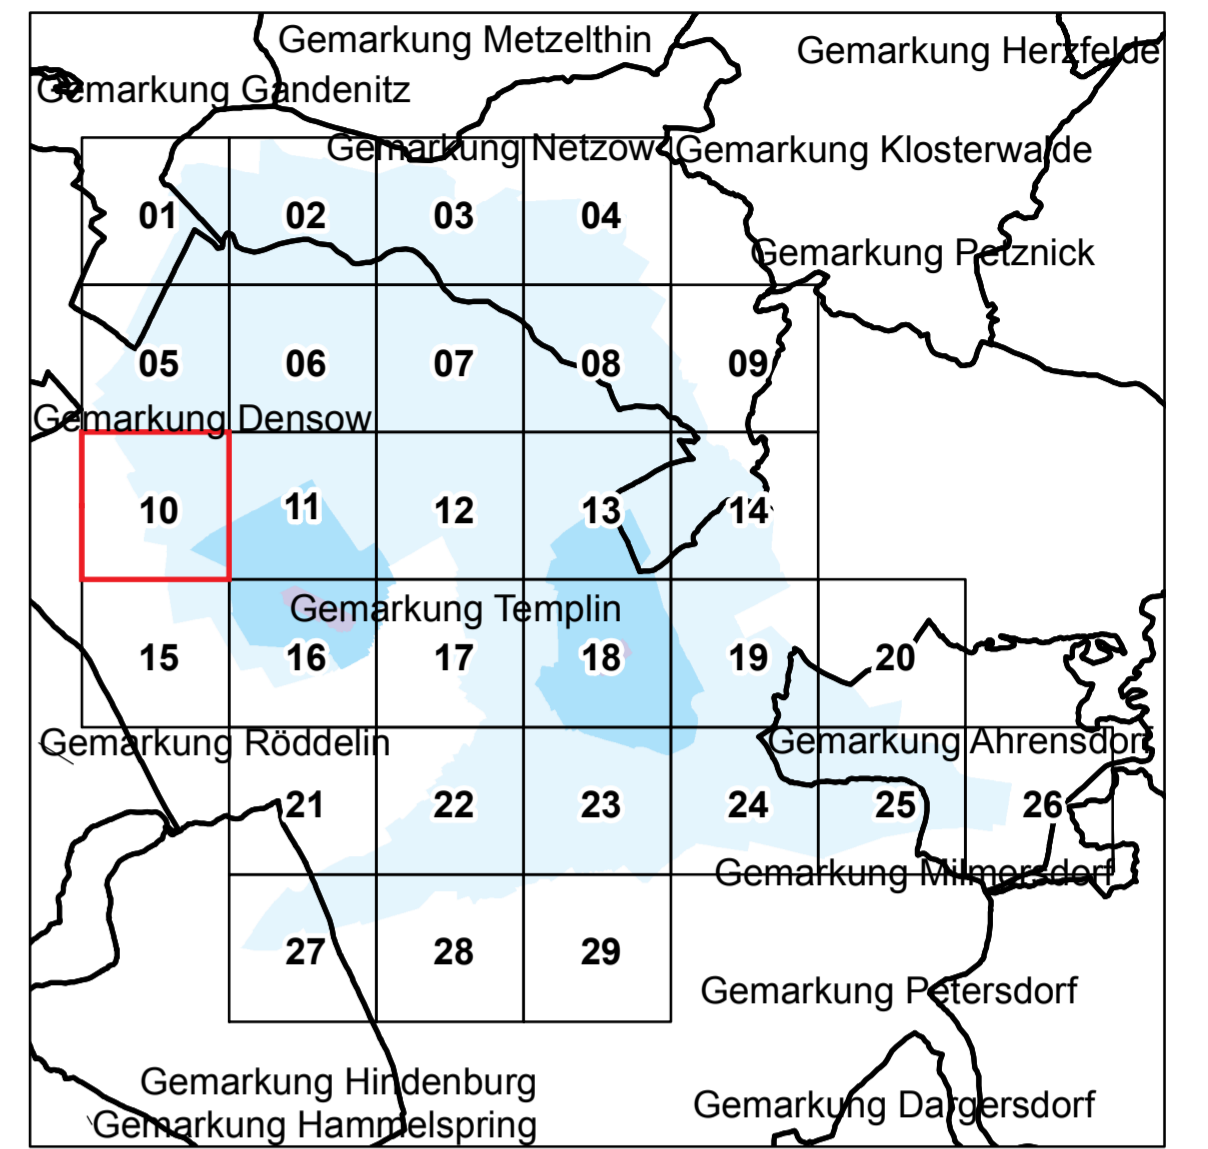 Gemarkung Metzelthin
Gemarkung Herzfelde
Gemarkung Gandenitz
Gemarkung Netzow
Gemarkung Klosterwalde
01 02 03 04
Gemarkung Petznick
05 06 07 08 09
Gemarkung Densow
10 11 12 13 14
Gemarkung Templin
15 16 17 18 19 20
Gemarkung Röddelin
Gemarkung Ahrensdorf
21 22 23 24 25 26
Gemarkung Milmersdorf
27 28 29
Gemarkung Petersdorf
Gemarkung Hindenburg
Gemarkung Dargersdorf
Gemarkung Hammelspring